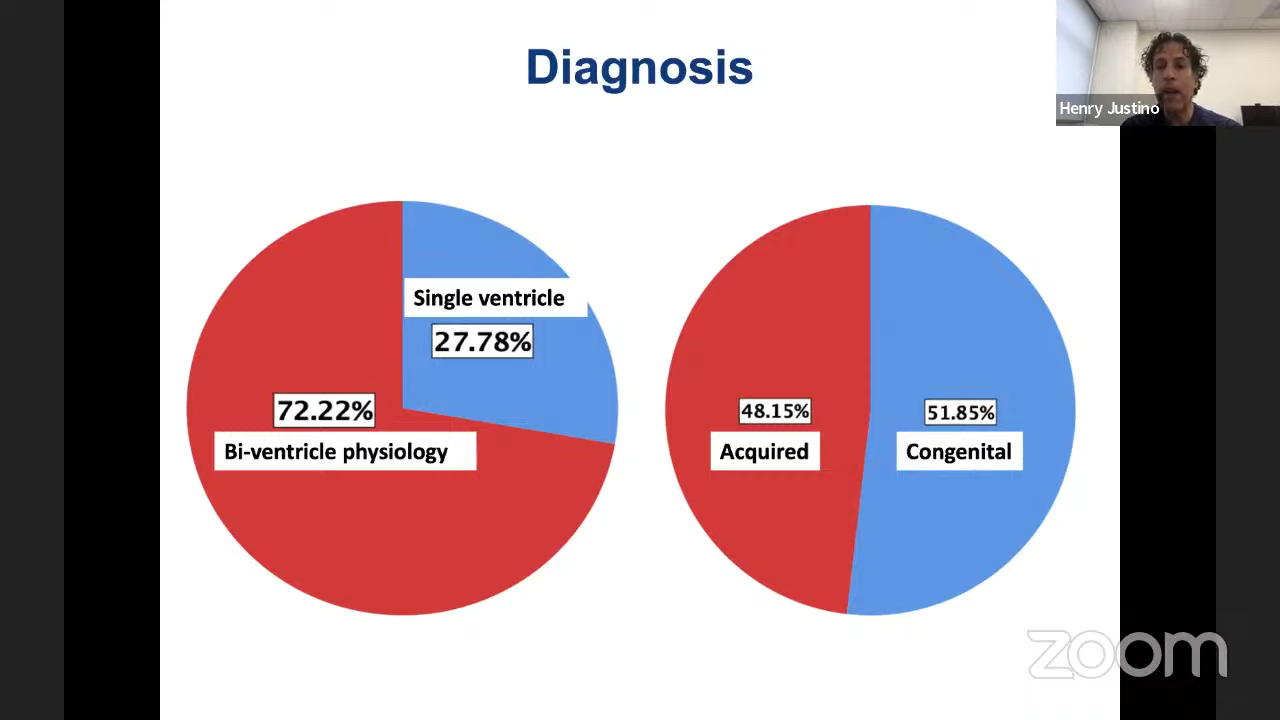 Diagnosis
Henry Justino
Single ventricle
27.78%
72.22%
Bi-ventricle physiology
48.15%
Acquired
51.85%
Congenital
zoom